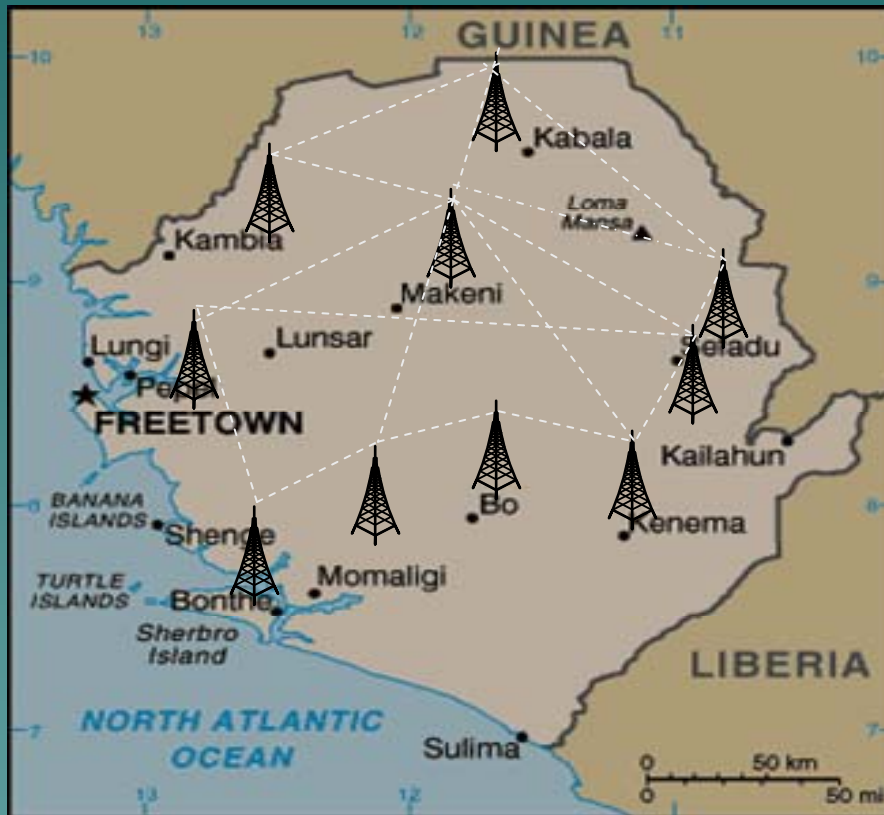 13
12
11
GUINEA
10
10
Kabala
Loma
Mansa
Kambia
9
9
Makeni
Lungi
Lunsar
Sefadu
FREETOWN
Kailahun
8
8
BANANA
ISLANDS
Shenge
Bo
Kenema
TURTLE
ISLANDS
Bonthe
Momaligi
Sherbro
Island
LIBERIA
7
7
NORTH ATLANTIC
OCEAN
Sulima
0
50 km
0
50 mi
13
12